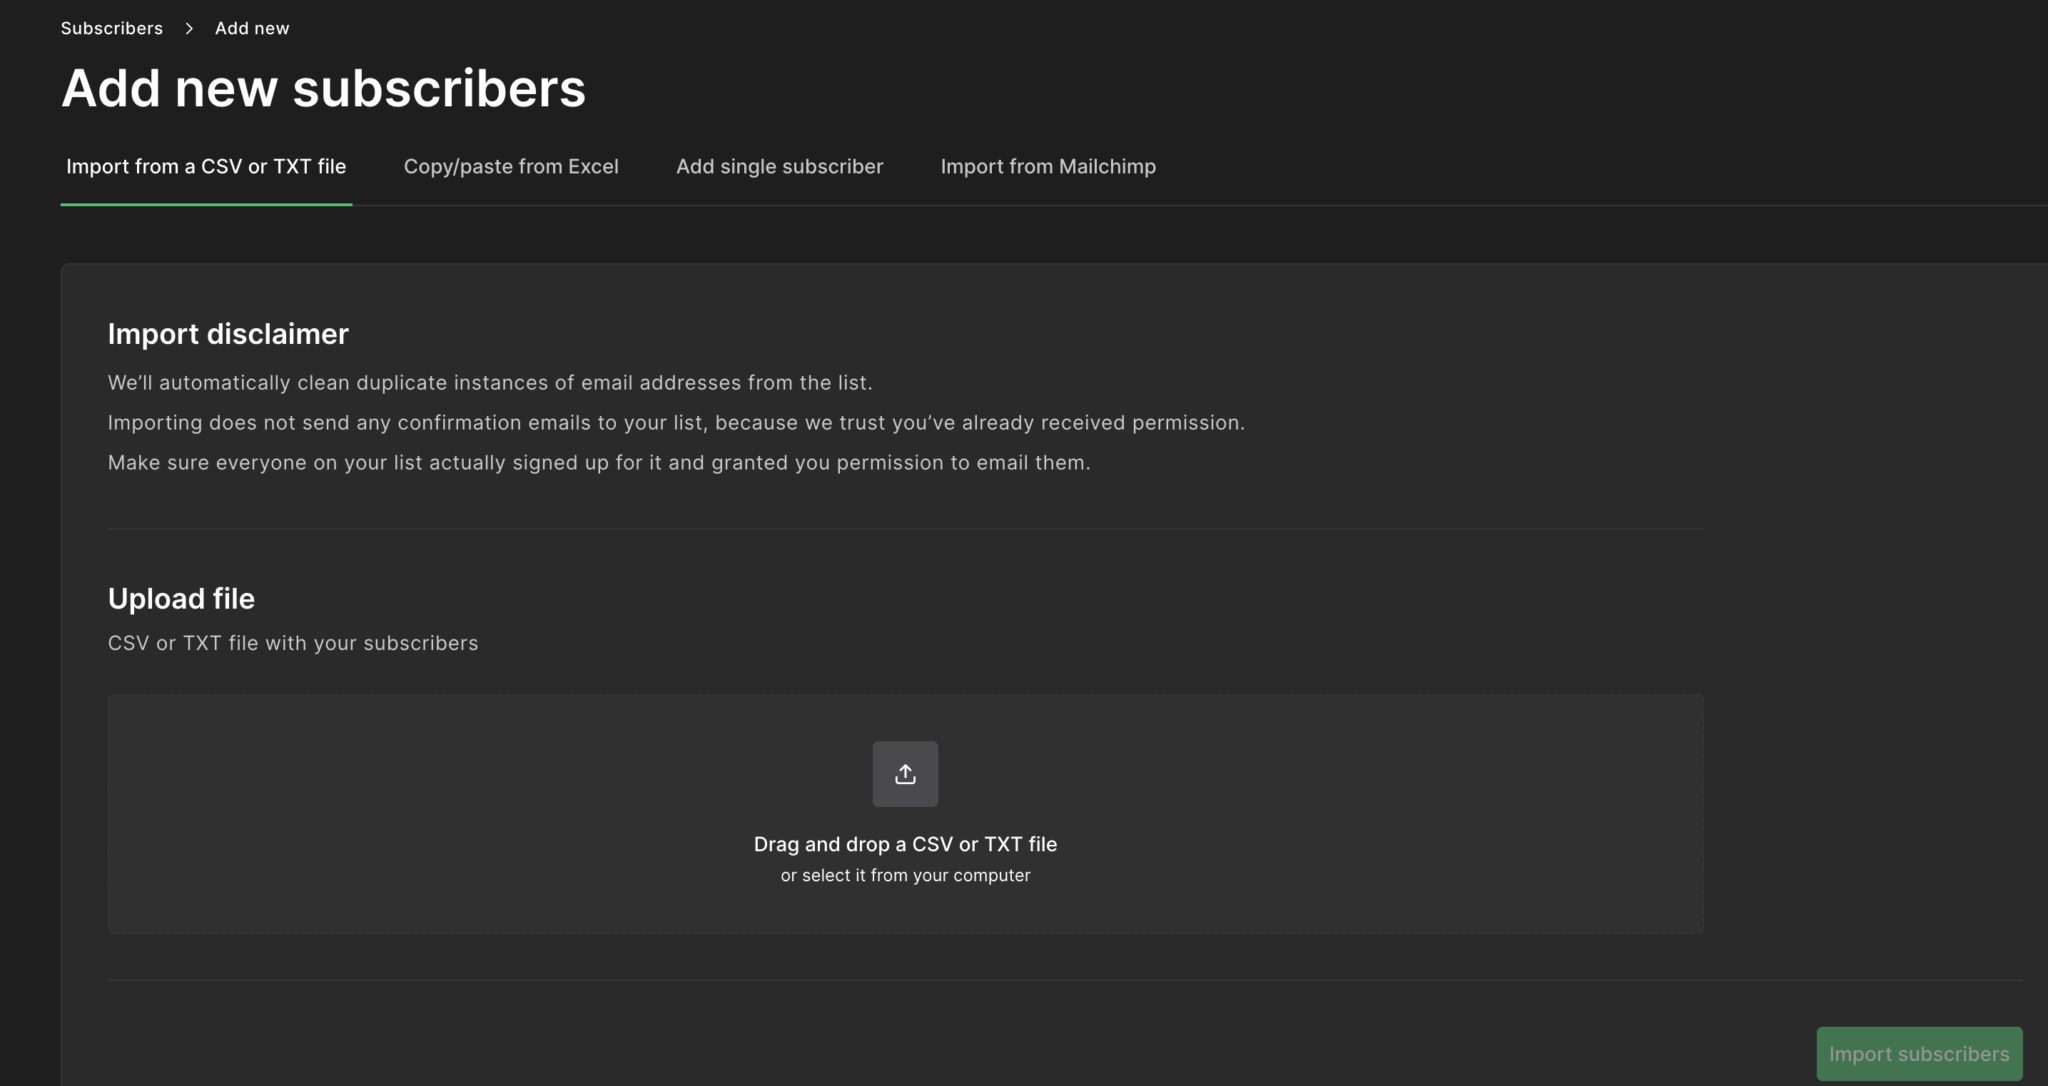 Subscribers > Add new
Add new subscribers
Import from a CSV or TXT file
Copy/paste from Excel
Add single subscriber
Import from Mailchimp
Import disclaimer
We’ll automatically clean duplicate instances of email addresses from the list.
Importing does not send any confirmation emails to your list, because we trust you’ve already received permission.
Make sure everyone on your list actually signed up for it and granted you permission to email them.
Upload file
CSV or TXT file with your subscribers
Drag and drop a CSV or TXT file
or select it from your computer
Import subscribers